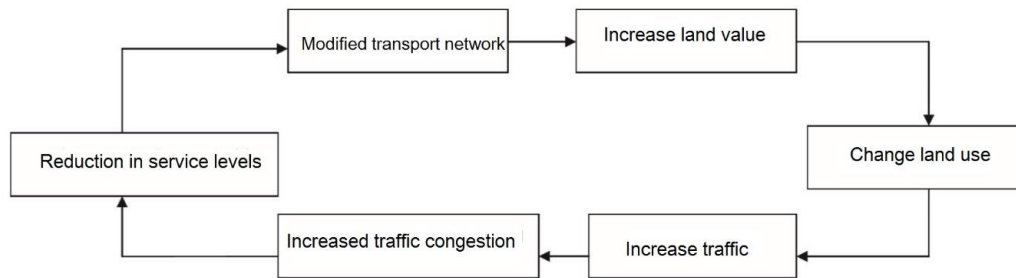 Modified transport network
Increase land value
Reduction in service levels
Change land use
Increased traffic congestion
Increase traffic